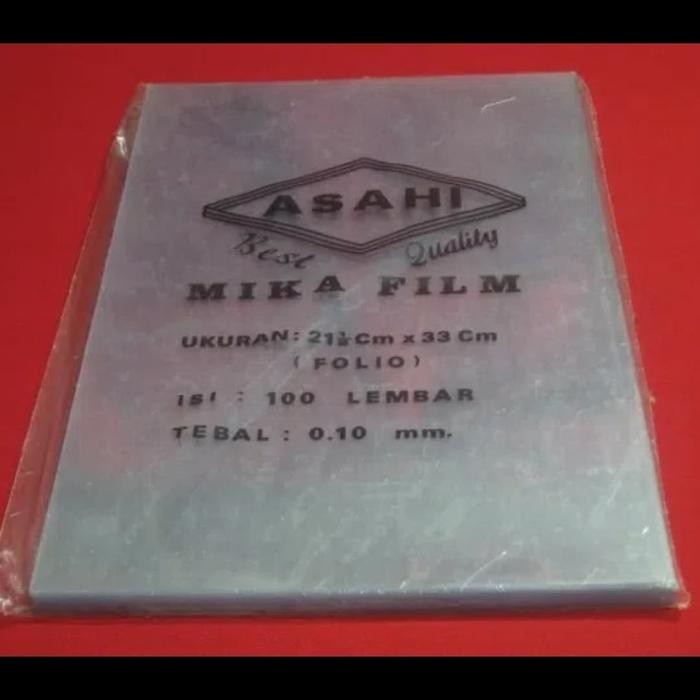 ASAHI
Best Quality
MIKA FILM
UKURAN: 21½ Cm x 33 Cm
( FOLIO )
ISI : 100 LEMBAR
TEBAL : 0.10 mm.